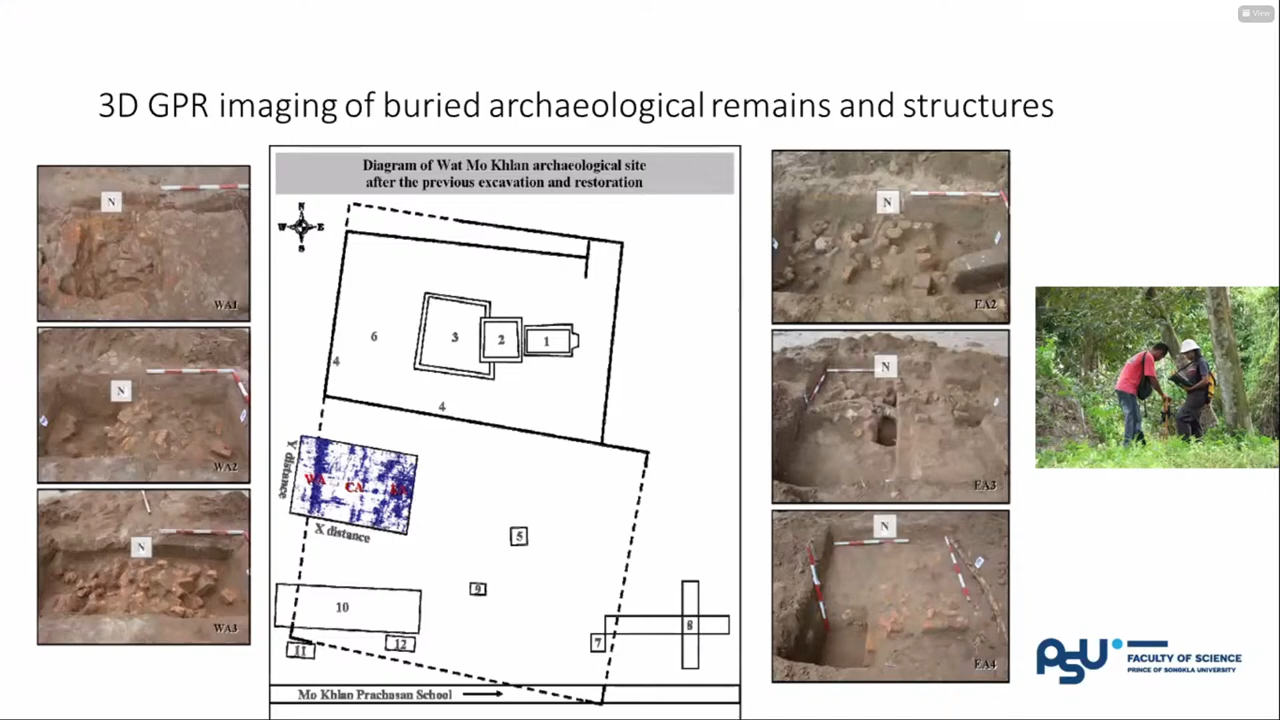 View
3D GPR imaging of buried archaeological remains and structures
N
WA1
N
WA2
N
WA3
Diagram of Wat Mo Khlan archaeological site
after the previous excavation and restoration
N
W E
S
6
3
2
1
4
4
Y distance
WA CA EA
X distance
5
9
10
8
7
12
11
Mo Khlan Prachasan School
N
EA2
N
EA3
N
EA4
PSU
FACULTY OF SCIENCE
PRINCE OF SONGKLA UNIVERSITY